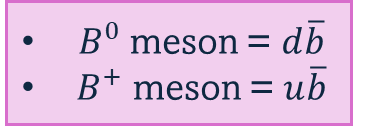 • B⁰ meson = db̅
• B⁺ meson = ub̅